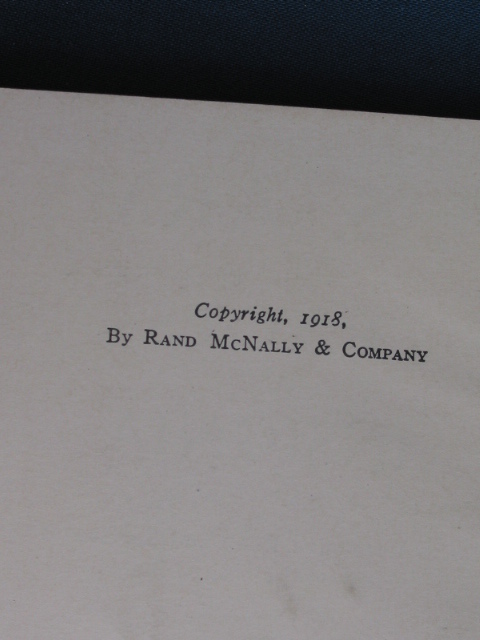 Copyright, 1918,
By Rand McNally & Company